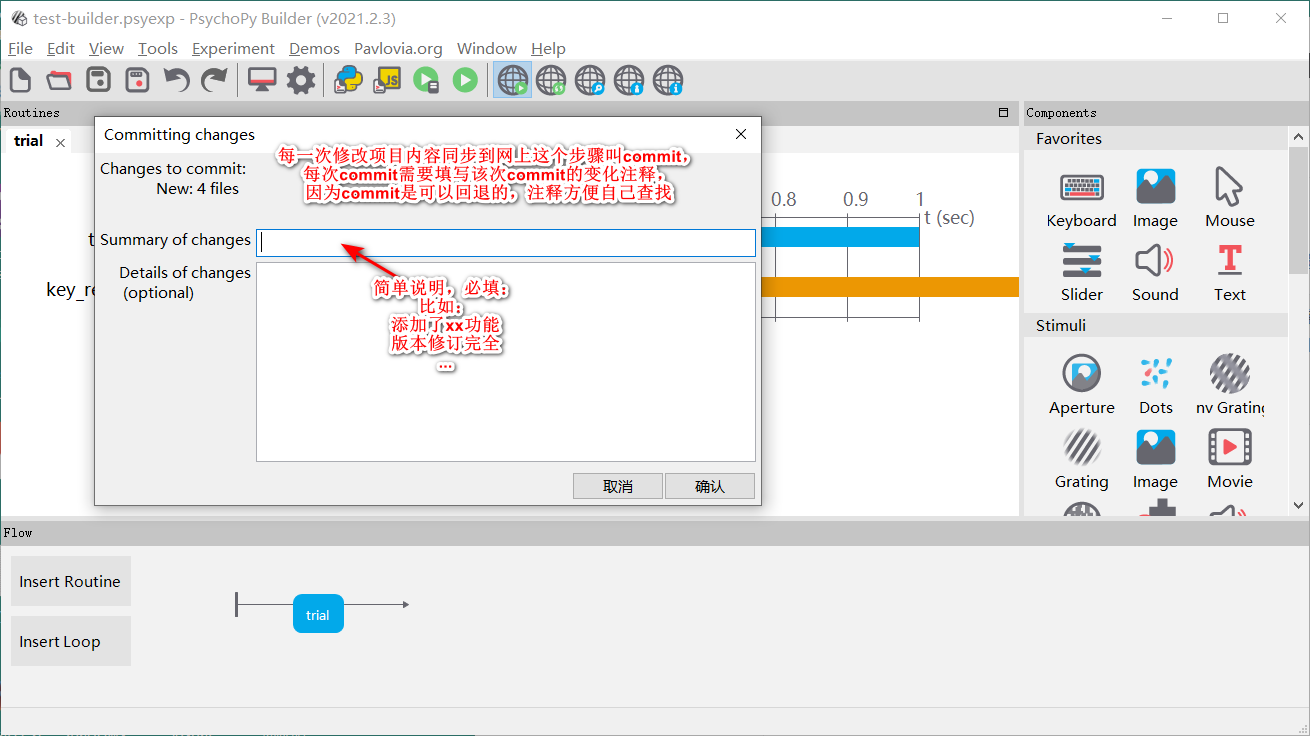 test-builder.psyexp - PsychoPy Builder (v2021.2.3)
File Edit View Tools Experiment Demos Pavlovia.org Window Help
JS
Routines
Components
trial
Committing changes
Changes to commit:
New: 4 files
每一次修改项目内容同步到网上这个步骤叫commit，
每次commit需要填写该次commit的变化注释，
因为commit是可以回退的，注释方便自己查找
Summary of changes
Details of changes
(optional)
简单说明，必填：
比如：
添加了xx功能
版本修订完全
...
取消
确认
t
key_re
0.8 0.9 1
t (sec)
Favorites
Keyboard Image Mouse
Slider Sound Text
Stimuli
Aperture Dots nv Grating
Grating Image Movie
Flow
Insert Routine
Insert Loop
trial